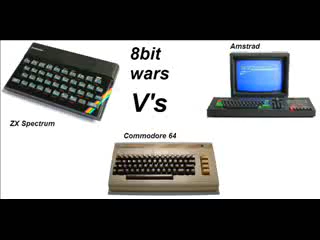 8bit
wars
V's
Amstrad
ZX Spectrum
Commodore 64